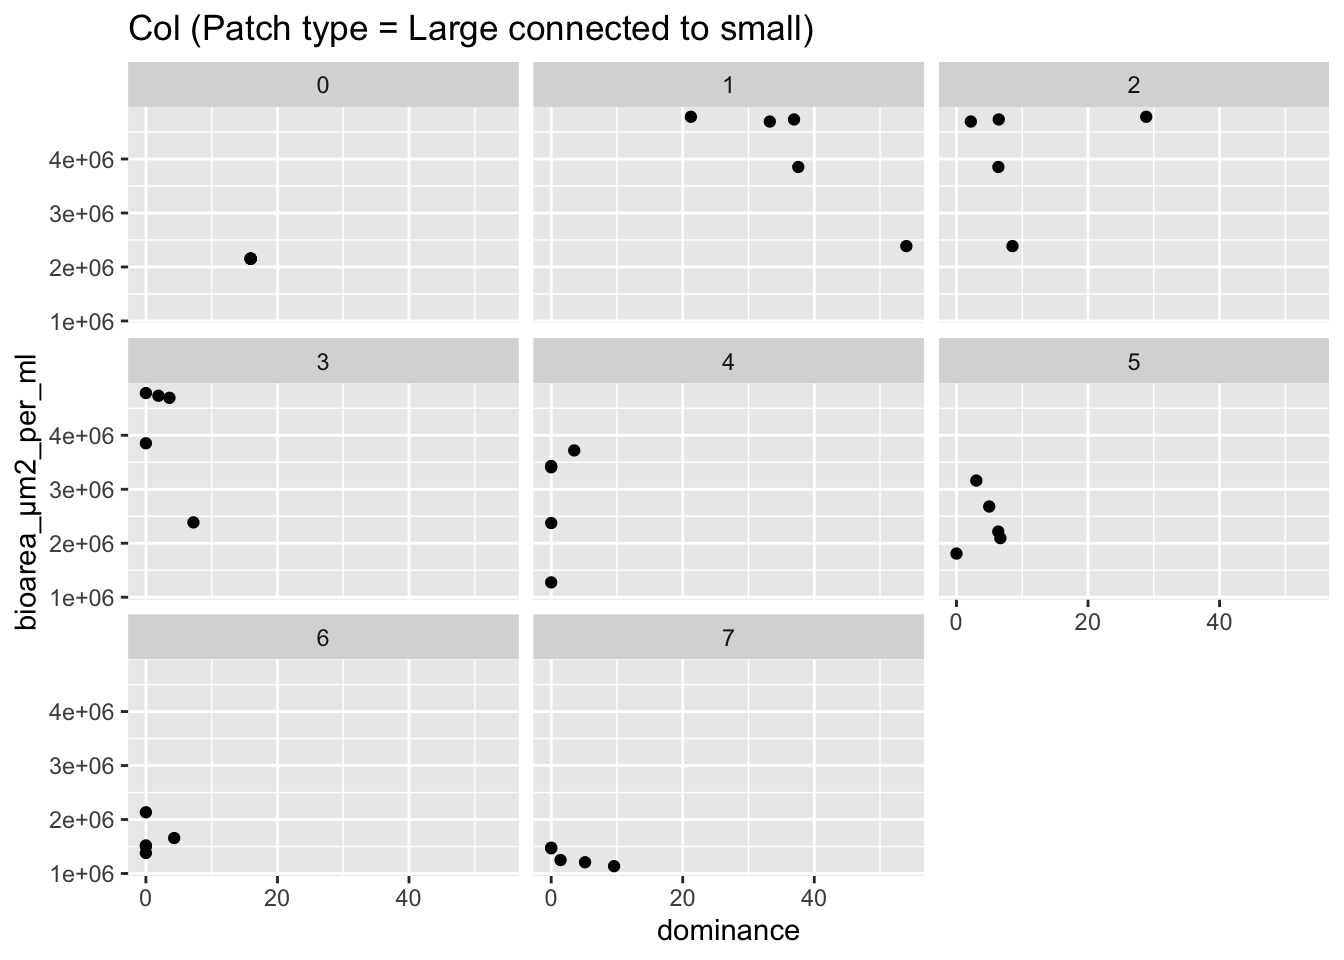 Col (Patch type = Large connected to small)
0 1 2
4e+06
3e+06
2e+06
1e+06
3 4 5
4e+06
3e+06
2e+06
1e+06
0 20 40
6 7
4e+06
3e+06
2e+06
1e+06
0 20 40 0 20 40
dominance
bioarea_µm2_per_ml